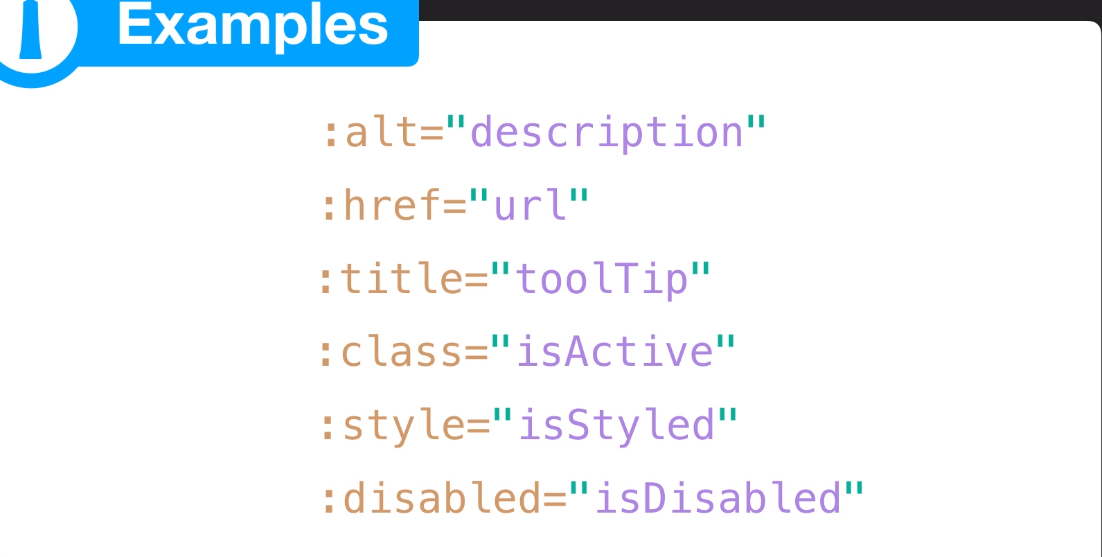 Examples
:alt="description"
:href="url"
:title="toolTip"
:class="isActive"
:style="isStyled"
:disabled="isDisabled"